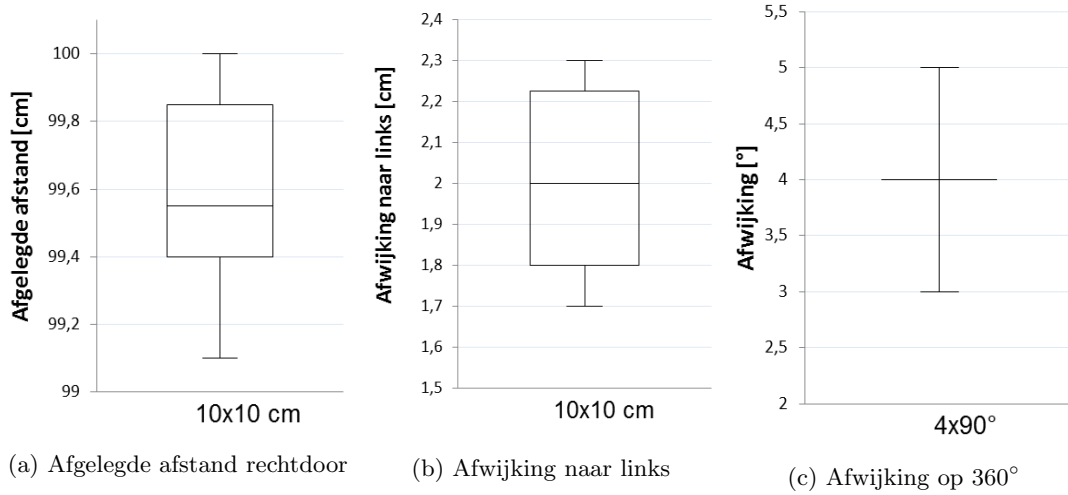 Afgelegde afstand [cm]
100
99,8
99,6
99,4
99,2
99
10x10 cm
(a) Afgelegde afstand rechtdoor
Afwijking naar links [cm]
2,4
2,3
2,2
2,1
2
1,9
1,8
1,7
1,6
1,5
10x10 cm
(b) Afwijking naar links
Afwijking [°]
5,5
5
4,5
4
3,5
3
2,5
2
4x90°
(c) Afwijking op 360°